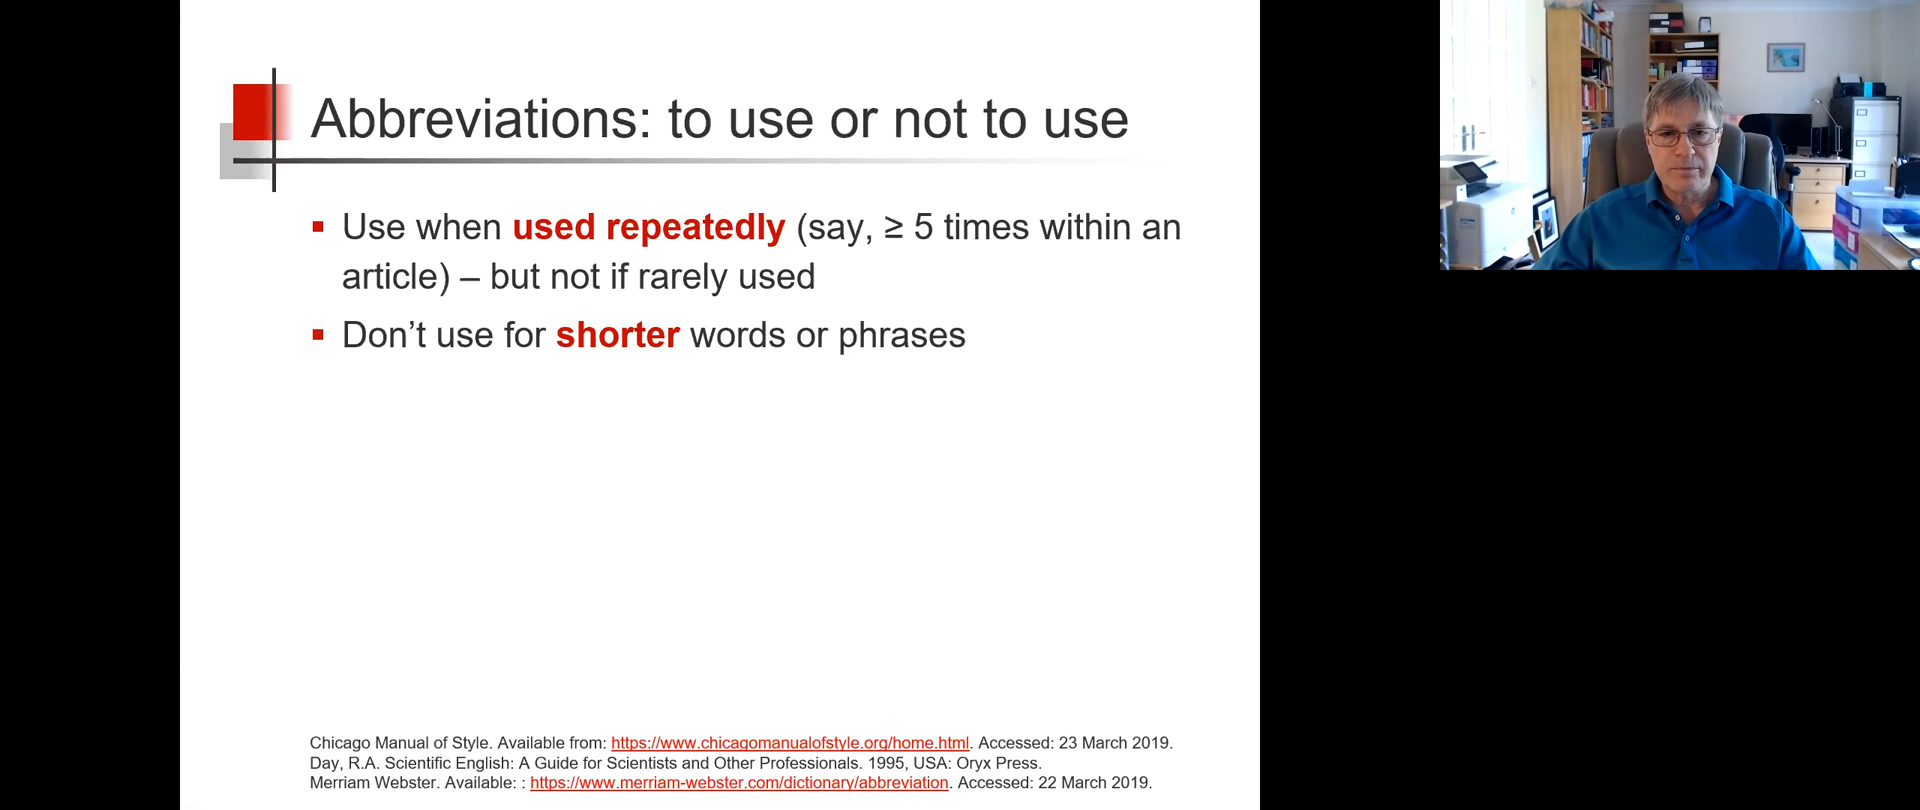 Abbreviations: to use or not to use
Use when used repeatedly (say, ≥ 5 times within an
article) – but not if rarely used
Don’t use for shorter words or phrases
Chicago Manual of Style. Available from: https://www.chicagomanualofstyle.org/home.html. Accessed: 23 March 2019.
Day, R.A. Scientific English: A Guide for Scientists and Other Professionals. 1995, USA: Oryx Press.
Merriam Webster. Available: : https://www.merriam-webster.com/dictionary/abbreviation. Accessed: 22 March 2019.